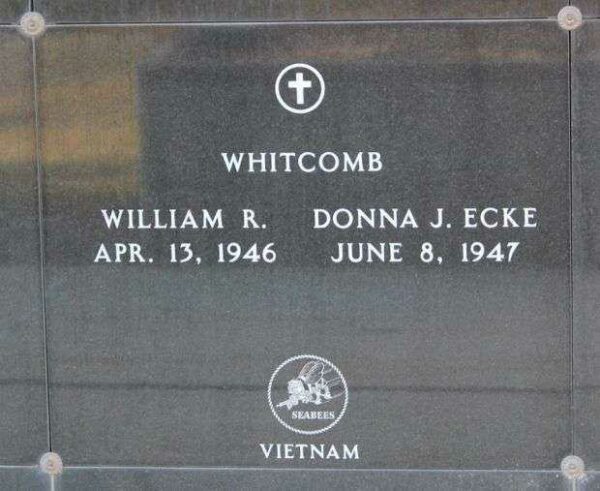 WHITCOMB
WILLIAM R. DONNA J. ECKE
APR. 13, 1946 JUNE 8, 1947
SEABEES
VIETNAM